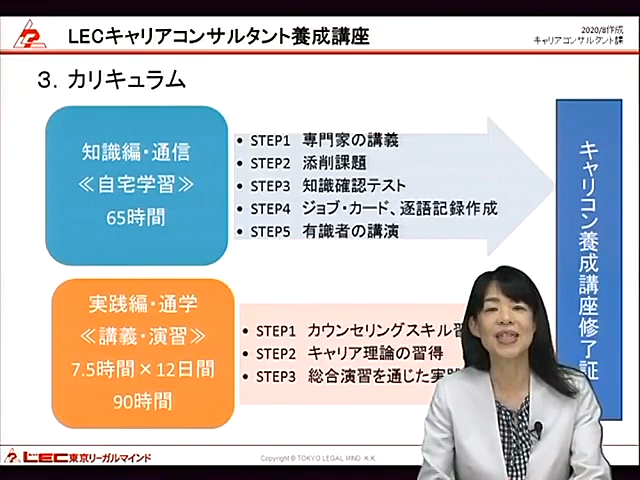 LECキャリアコンサルタント養成講座
2020/8作成
キャリアコンサルタント課
3．カリキュラム
知識編・通信
≪自宅学習≫
65時間
• STEP1 専門家の講義
• STEP2 添削課題
• STEP3 知識確認テスト
• STEP4 ジョブ・カード、逐語記録作成
• STEP5 有識者の講演
キャリコン養成講座修了証
実践編・通学
≪講義・演習≫
7.5時間×12日間
90時間
• STEP1 カウンセリングスキル
• STEP2 キャリア理論の習得
• STEP3 総合演習を通じた実
LEC東京リーガルマインド
Copyright © TOKYO LEGAL MIND K.K.